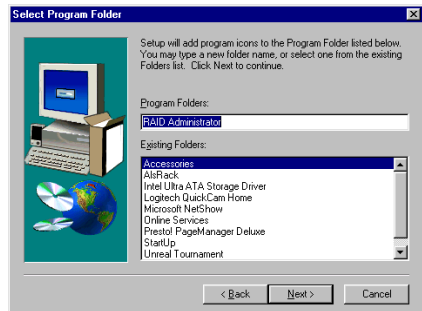 Select Program Folder
Setup will add program icons to the Program Folder listed below.
You may type a new folder name, or select one from the existing
Folders list. Click Next to continue.
Program Folders:
RAID Administrator
Existing Folders:
Accessories
AlsRack
Intel Ultra ATA Storage Driver
Logitech QuickCam Home
Microsoft NetShow
Online Services
Presto! PageManager Deluxe
StartUp
Unreal Tournament
< Back
Next >
Cancel